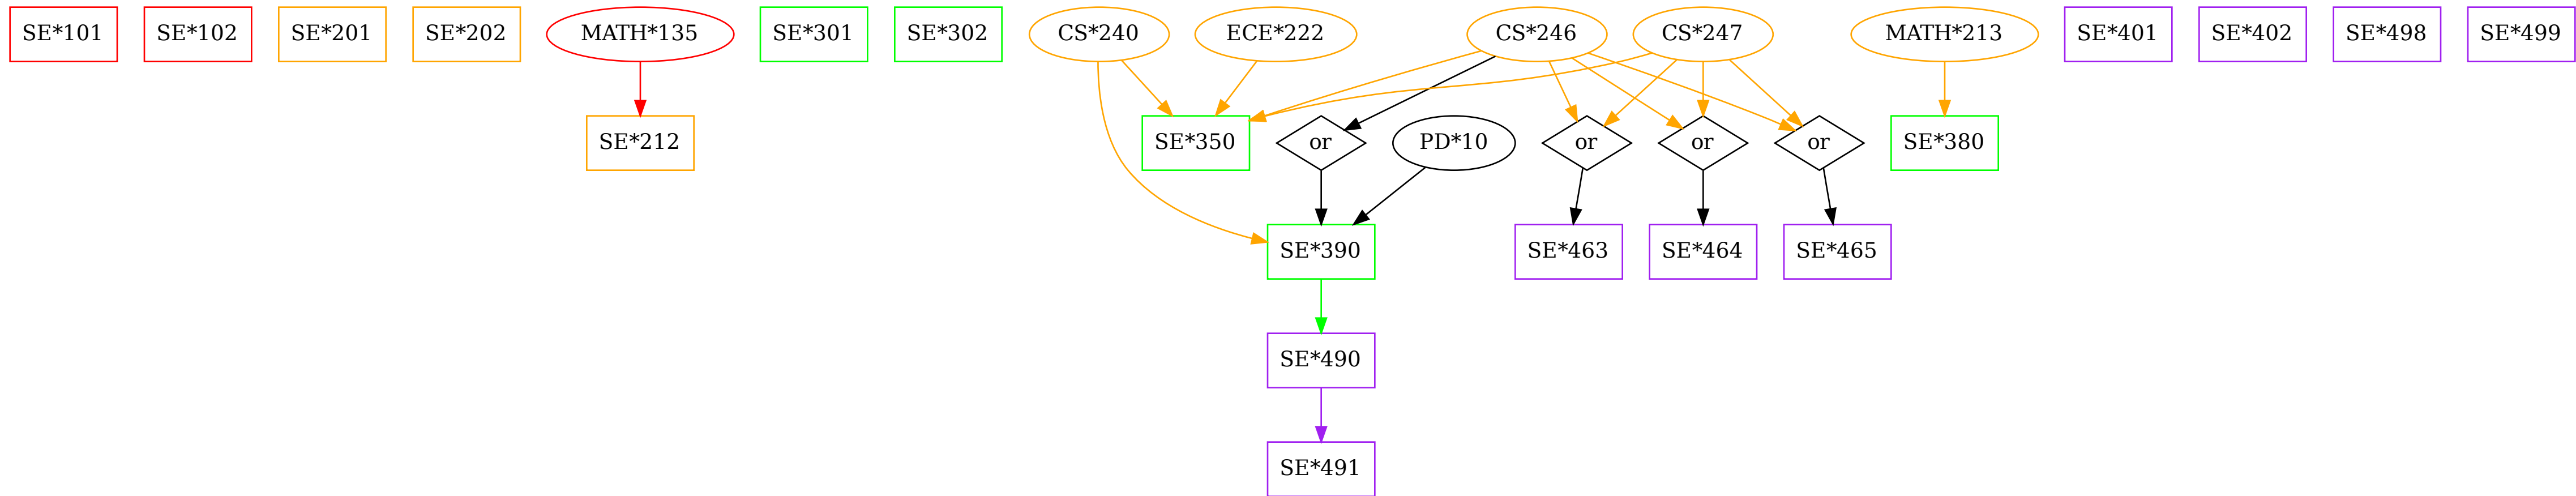 SE*101
SE*102
SE*201
SE*202
MATH*135
SE*301
SE*302
CS*240
ECE*222
CS*246
CS*247
MATH*213
SE*401
SE*402
SE*498
SE*499
SE*212
SE*350
or
PD*10
or
or
or
SE*380
SE*390
SE*463
SE*464
SE*465
SE*490
SE*491